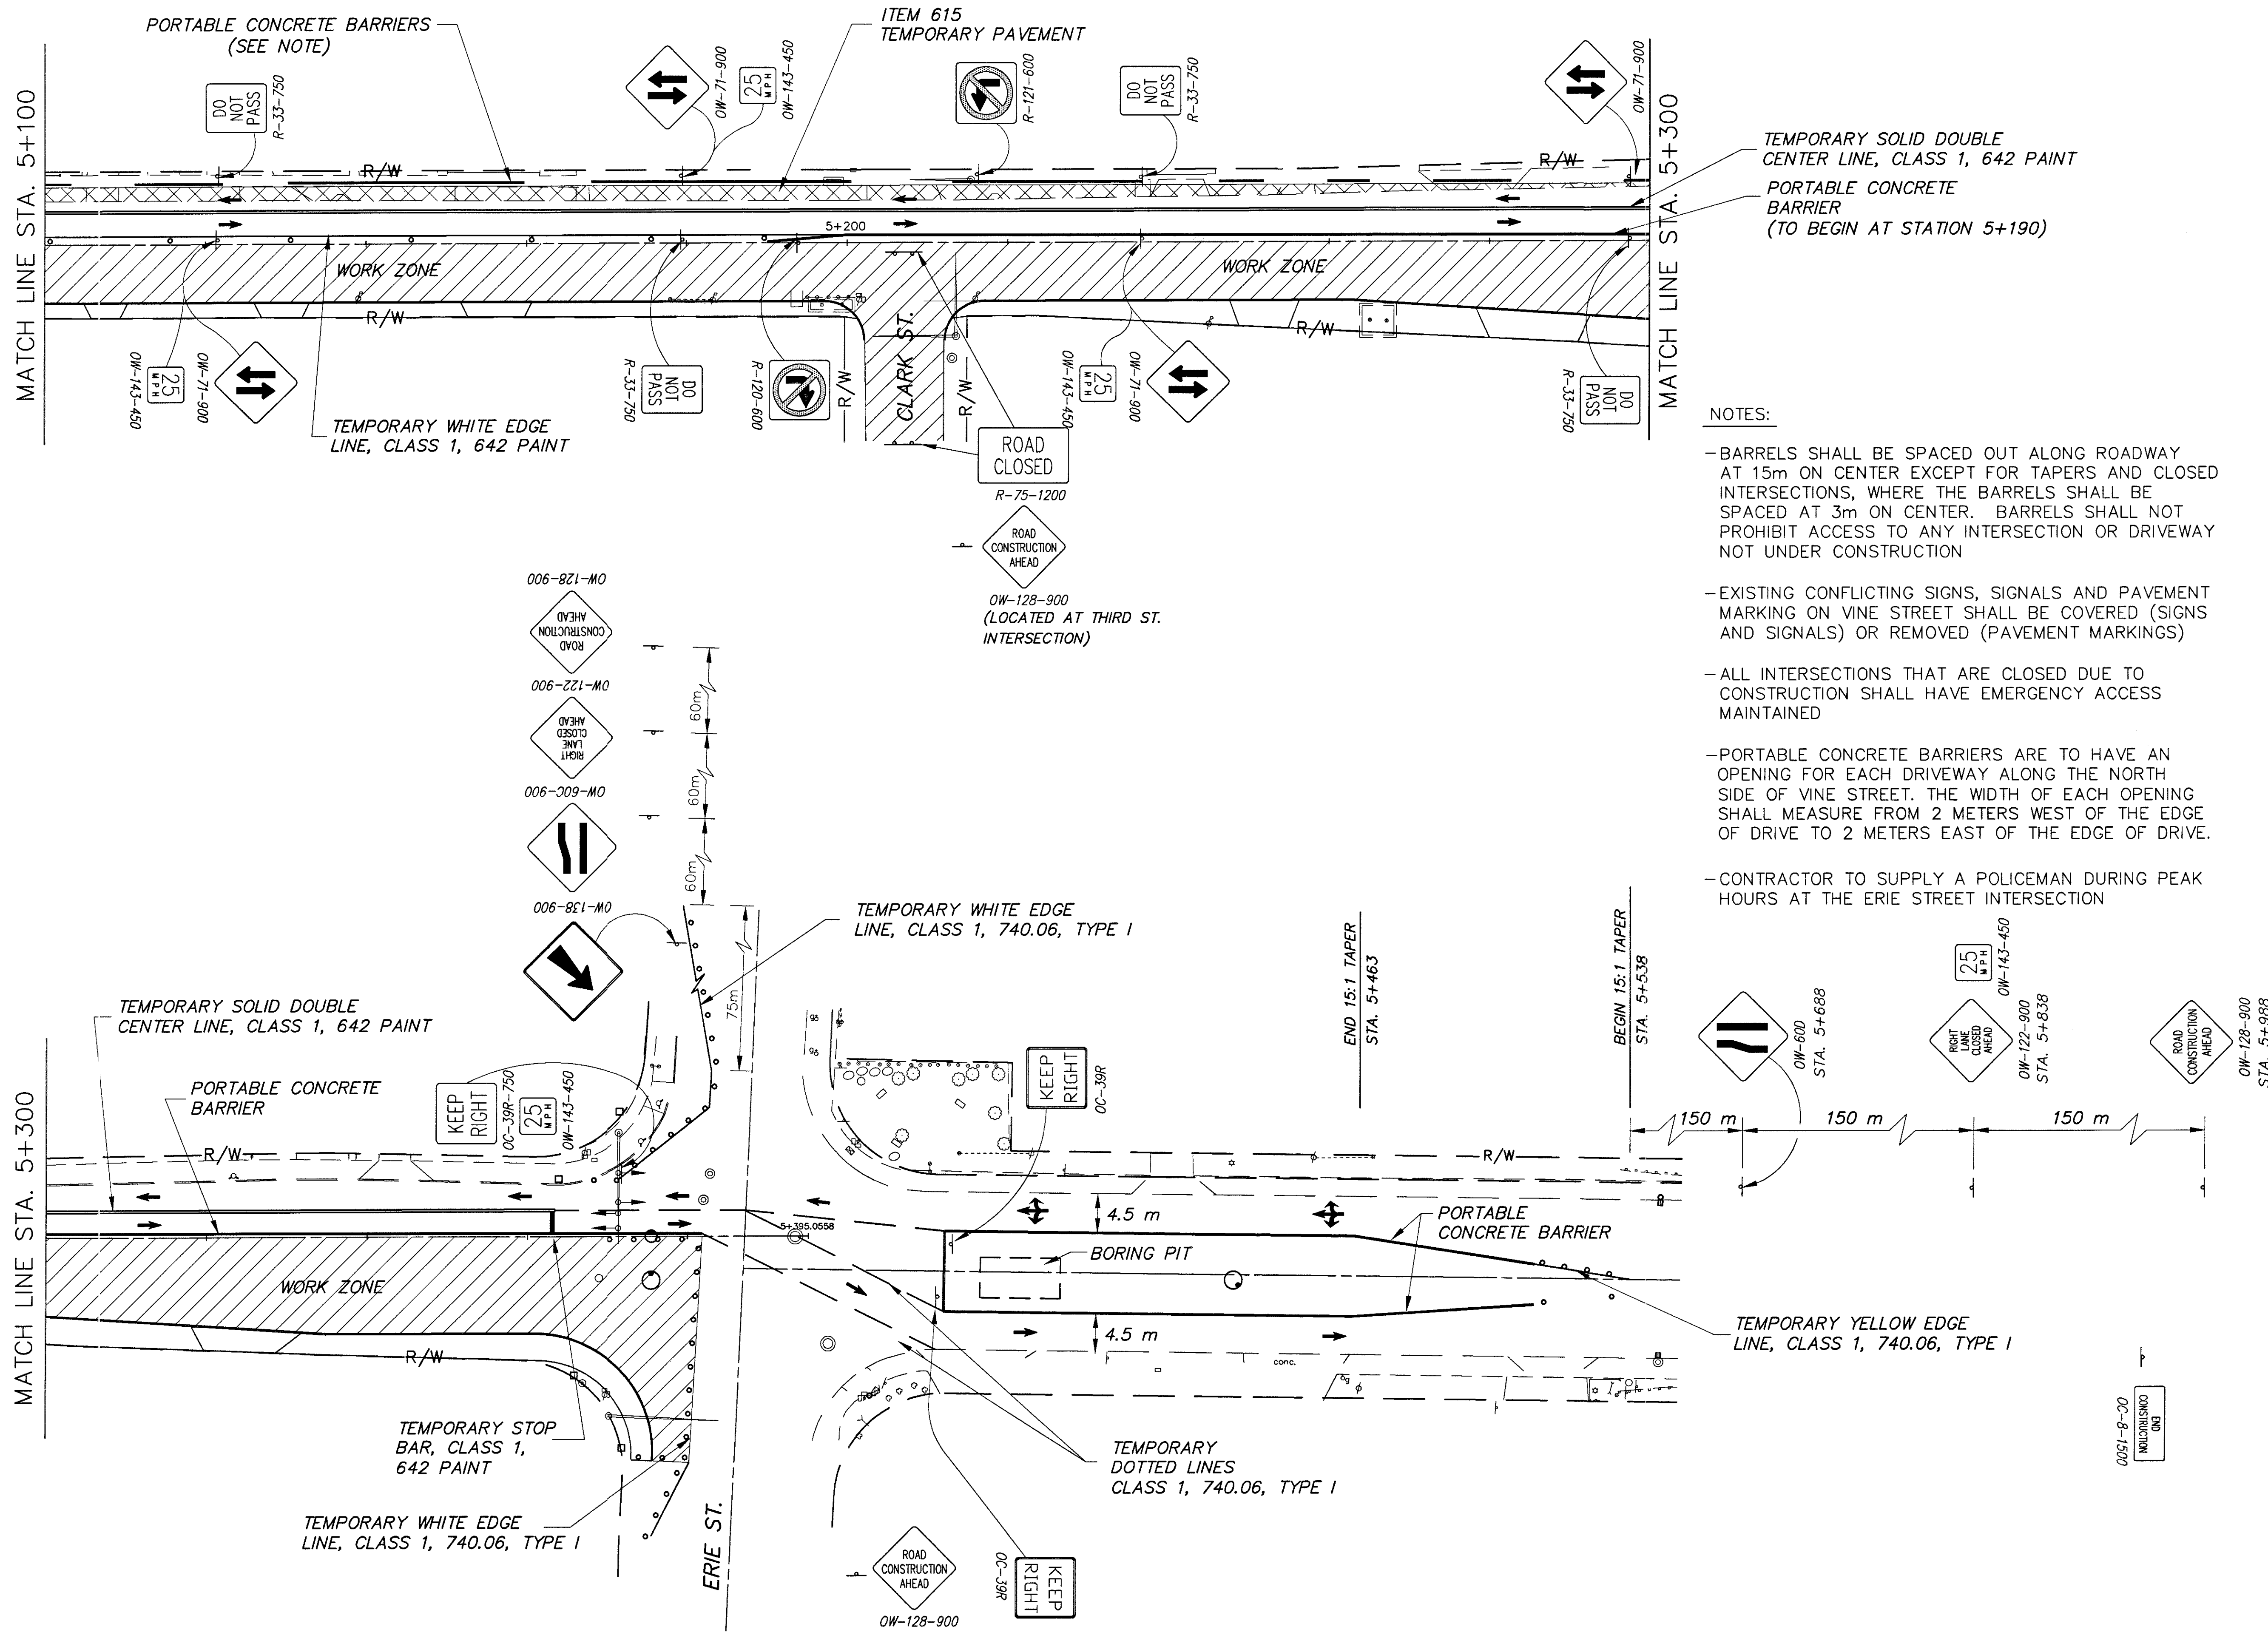 PORTABLE CONCRETE BARRIERS
(SEE NOTE)
ITEM 615
TEMPORARY PAVEMENT
MATCH LINE STA. 5+100
DO
NOT
PASS
R-33-750
OW-71-900
25
MPH
OW-143-450
R-121-600
DO
NOT
PASS
R-33-750
OW-71-900
MATCH LINE STA. 5+300
TEMPORARY SOLID DOUBLE
CENTER LINE, CLASS 1, 642 PAINT
PORTABLE CONCRETE
BARRIER
(TO BEGIN AT STATION 5+190)
R/W
R/W
5+200
WORK ZONE
WORK ZONE
R/W
R/W
OW-143-450
25
MPH
OW-71-900
R-33-750
DO
NOT
PASS
R-120-600
R/W
CLARK ST.
R/W
OW-143-450
25
MPH
OW-71-900
R-33-750
DO
NOT
PASS
TEMPORARY WHITE EDGE
LINE, CLASS 1, 642 PAINT
ROAD
CLOSED
R-75-1200
ROAD
CONSTRUCTION
AHEAD
OW-128-900
(LOCATED AT THIRD ST.
INTERSECTION)
NOTES:
-BARRELS SHALL BE SPACED OUT ALONG ROADWAY
AT 15m ON CENTER EXCEPT FOR TAPERS AND CLOSED
INTERSECTIONS, WHERE THE BARRELS SHALL BE
SPACED AT 3m ON CENTER. BARRELS SHALL NOT
PROHIBIT ACCESS TO ANY INTERSECTION OR DRIVEWAY
NOT UNDER CONSTRUCTION
-EXISTING CONFLICTING SIGNS, SIGNALS AND PAVEMENT
MARKING ON VINE STREET SHALL BE COVERED (SIGNS
AND SIGNALS) OR REMOVED (PAVEMENT MARKINGS)
-ALL INTERSECTIONS THAT ARE CLOSED DUE TO
CONSTRUCTION SHALL HAVE EMERGENCY ACCESS
MAINTAINED
-PORTABLE CONCRETE BARRIERS ARE TO HAVE AN
OPENING FOR EACH DRIVEWAY ALONG THE NORTH
SIDE OF VINE STREET. THE WIDTH OF EACH OPENING
SHALL MEASURE FROM 2 METERS WEST OF THE EDGE
OF DRIVE TO 2 METERS EAST OF THE EDGE OF DRIVE.
-CONTRACTOR TO SUPPLY A POLICEMAN DURING PEAK
HOURS AT THE ERIE STREET INTERSECTION
OW-128-900
ROAD
CONSTRUCTION
AHEAD
OW-122-900
RIGHT
LANE
CLOSED
AHEAD
OW-60C-900
OW-138-900
60m
60m
60m
75m
TEMPORARY WHITE EDGE
LINE, CLASS 1, 740.06, TYPE I
TEMPORARY SOLID DOUBLE
CENTER LINE, CLASS 1, 642 PAINT
PORTABLE CONCRETE
BARRIER
MATCH LINE STA. 5+300
KEEP
RIGHT
OC-39R-750
25
MPH
OW-143-450
KEEP
RIGHT
OC-39R
END 15:1 TAPER
STA. 5+463
BEGIN 15:1 TAPER
STA. 5+538
OW-60D
STA. 5+688
25
MPH
OW-143-450
RIGHT
LANE
CLOSED
AHEAD
OW-122-900
STA. 5+838
ROAD
CONSTRUCTION
AHEAD
OW-128-900
STA. 5+988
150 m
150 m
150 m
R/W
R/W
5+395.0558
4.5 m
BORING PIT
PORTABLE
CONCRETE BARRIER
WORK ZONE
4.5 m
conc.
R/W
TEMPORARY YELLOW EDGE
LINE, CLASS 1, 740.06, TYPE I
END
CONSTRUCTION
OC-8-1500
TEMPORARY STOP
BAR, CLASS 1,
642 PAINT
TEMPORARY
DOTTED LINES
CLASS 1, 740.06, TYPE I
TEMPORARY WHITE EDGE
LINE, CLASS 1, 740.06, TYPE I
ERIE ST.
ROAD
CONSTRUCTION
AHEAD
OW-128-900
OC-39R
KEEP
RIGHT